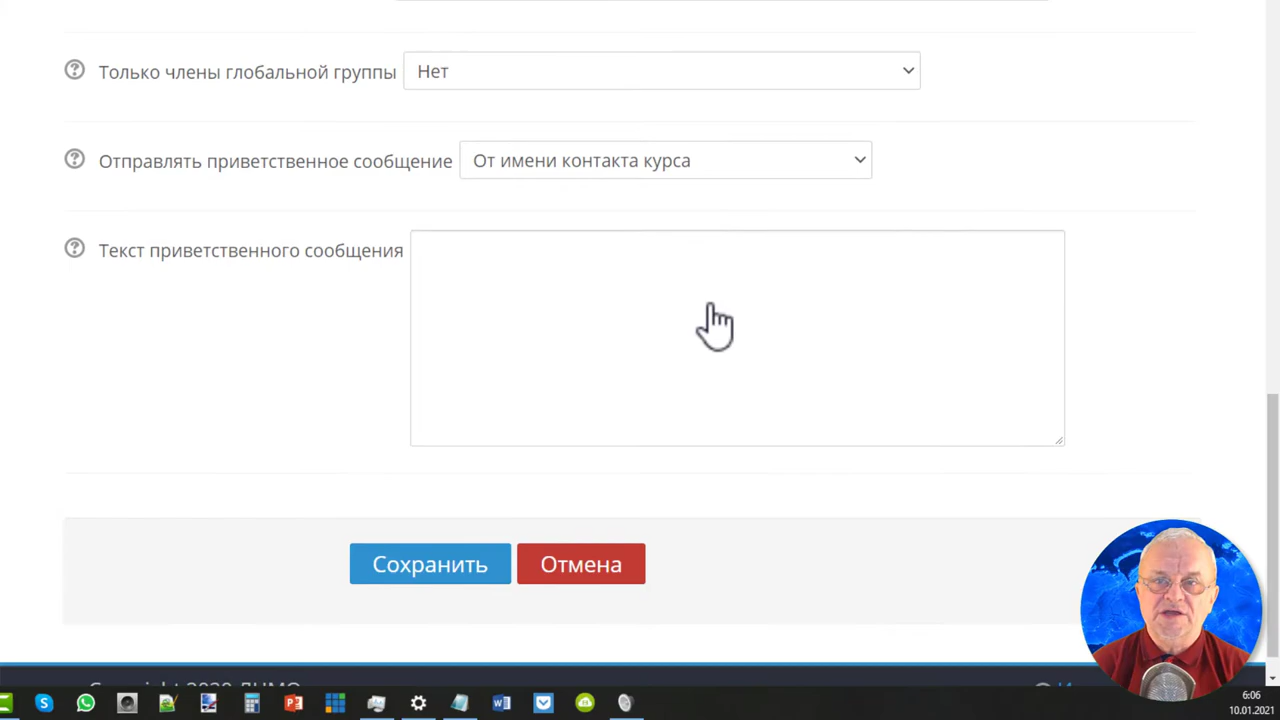 Только члены глобальной группы Нет
Отправлять приветственное сообщение От имени контакта курса
Текст приветственного сообщения
Сохранить Отмена
6:06
10.01.2021